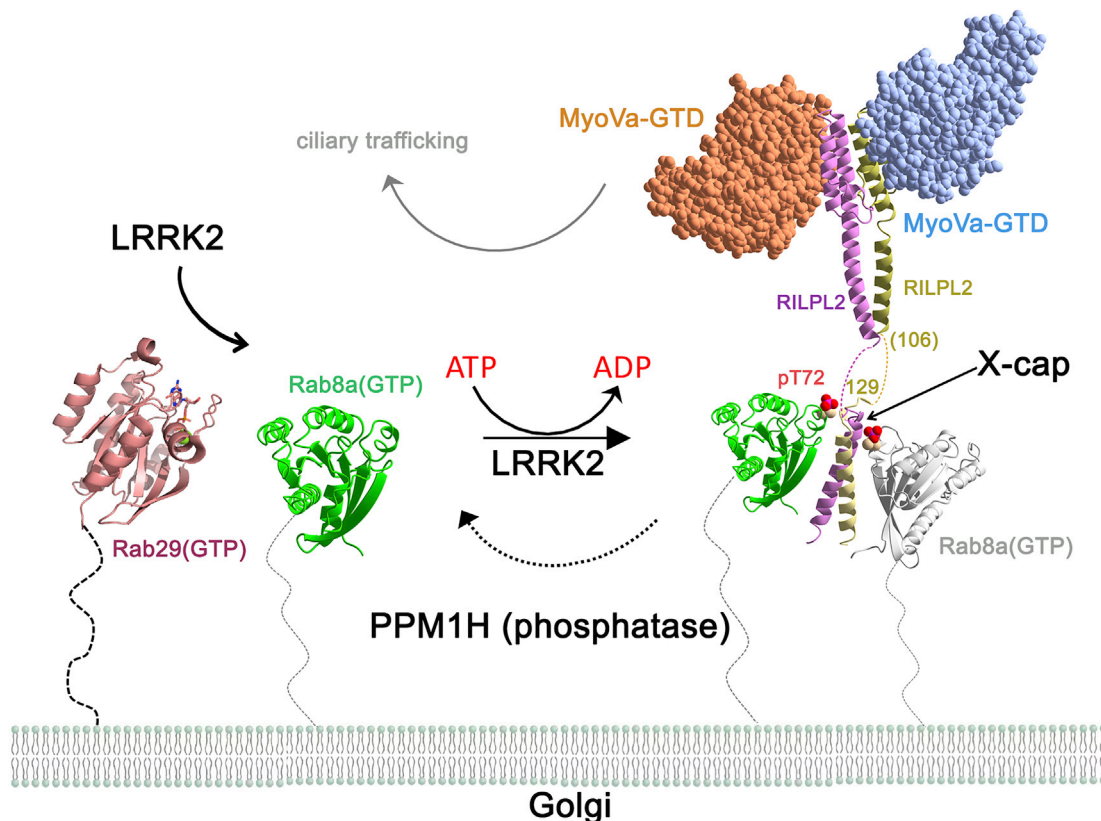 MyoVa-GTD
ciliary trafficking
MyoVa-GTD
LRRK2
RILPL2
RILPL2
(106)
X-cap
ATP
ADP
pT72
129
Rab8a(GTP)
LRRK2
Rab29(GTP)
Rab8a(GTP)
PPM1H (phosphatase)
Golgi